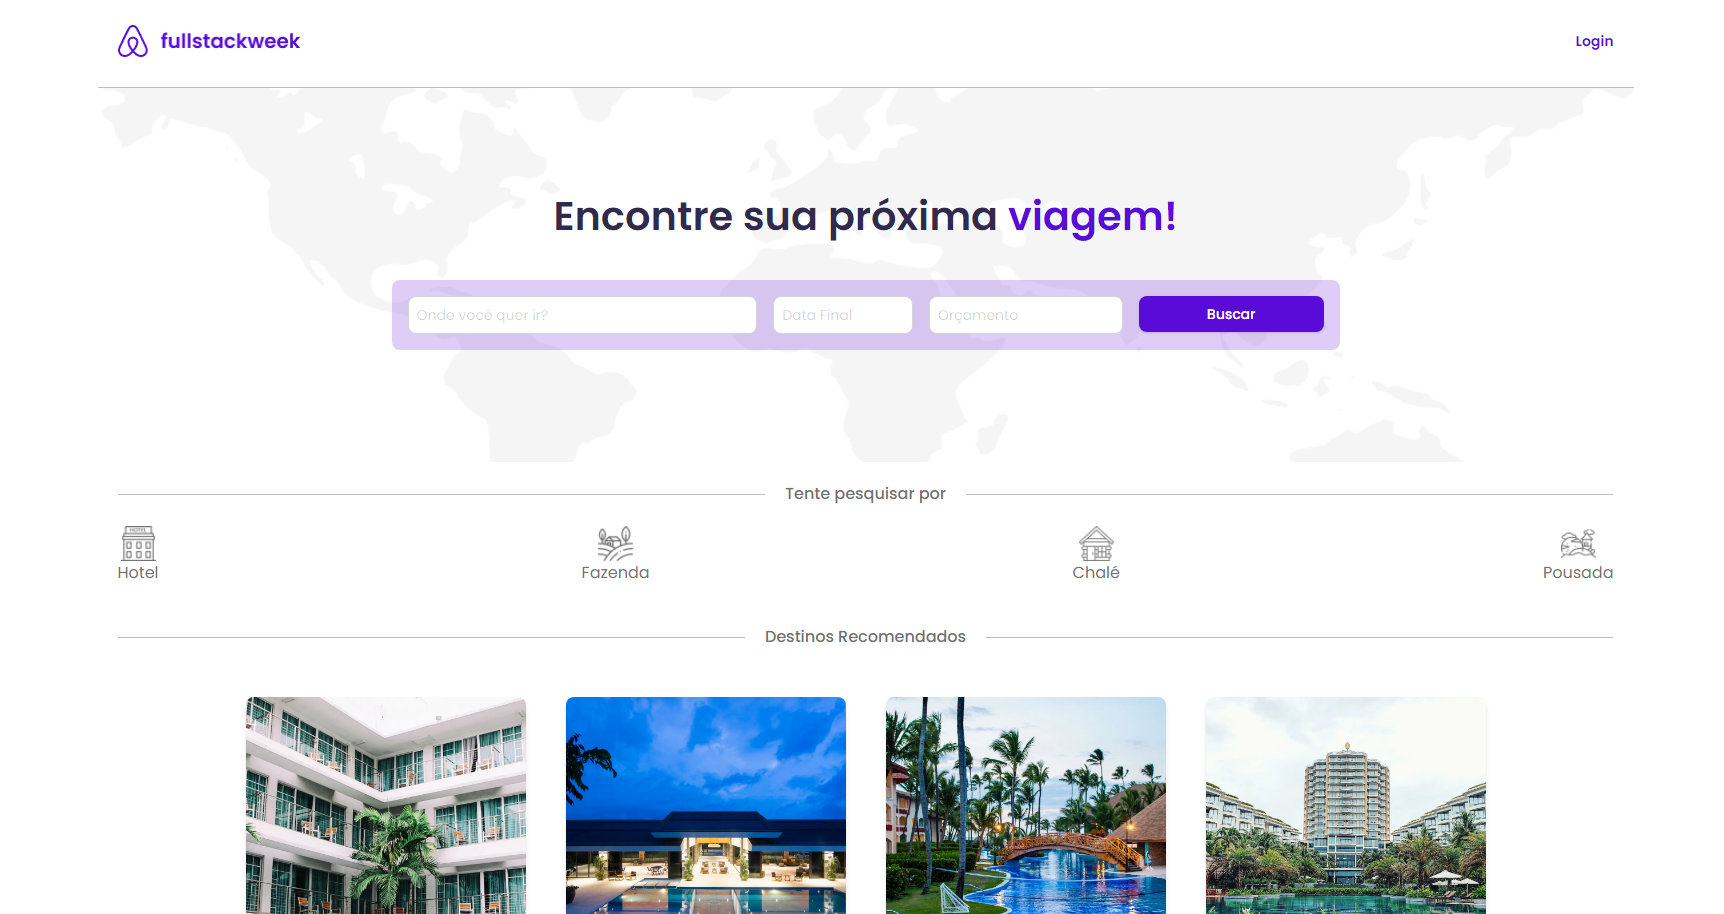 fullstackweek
Login
Encontre sua próxima viagem!
Onde você quer ir?
Data Final
Orçamento
Buscar
Tente pesquisar por
HOTEL
Hotel
Fazenda
Chalé
Pousada
Destinos Recomendados